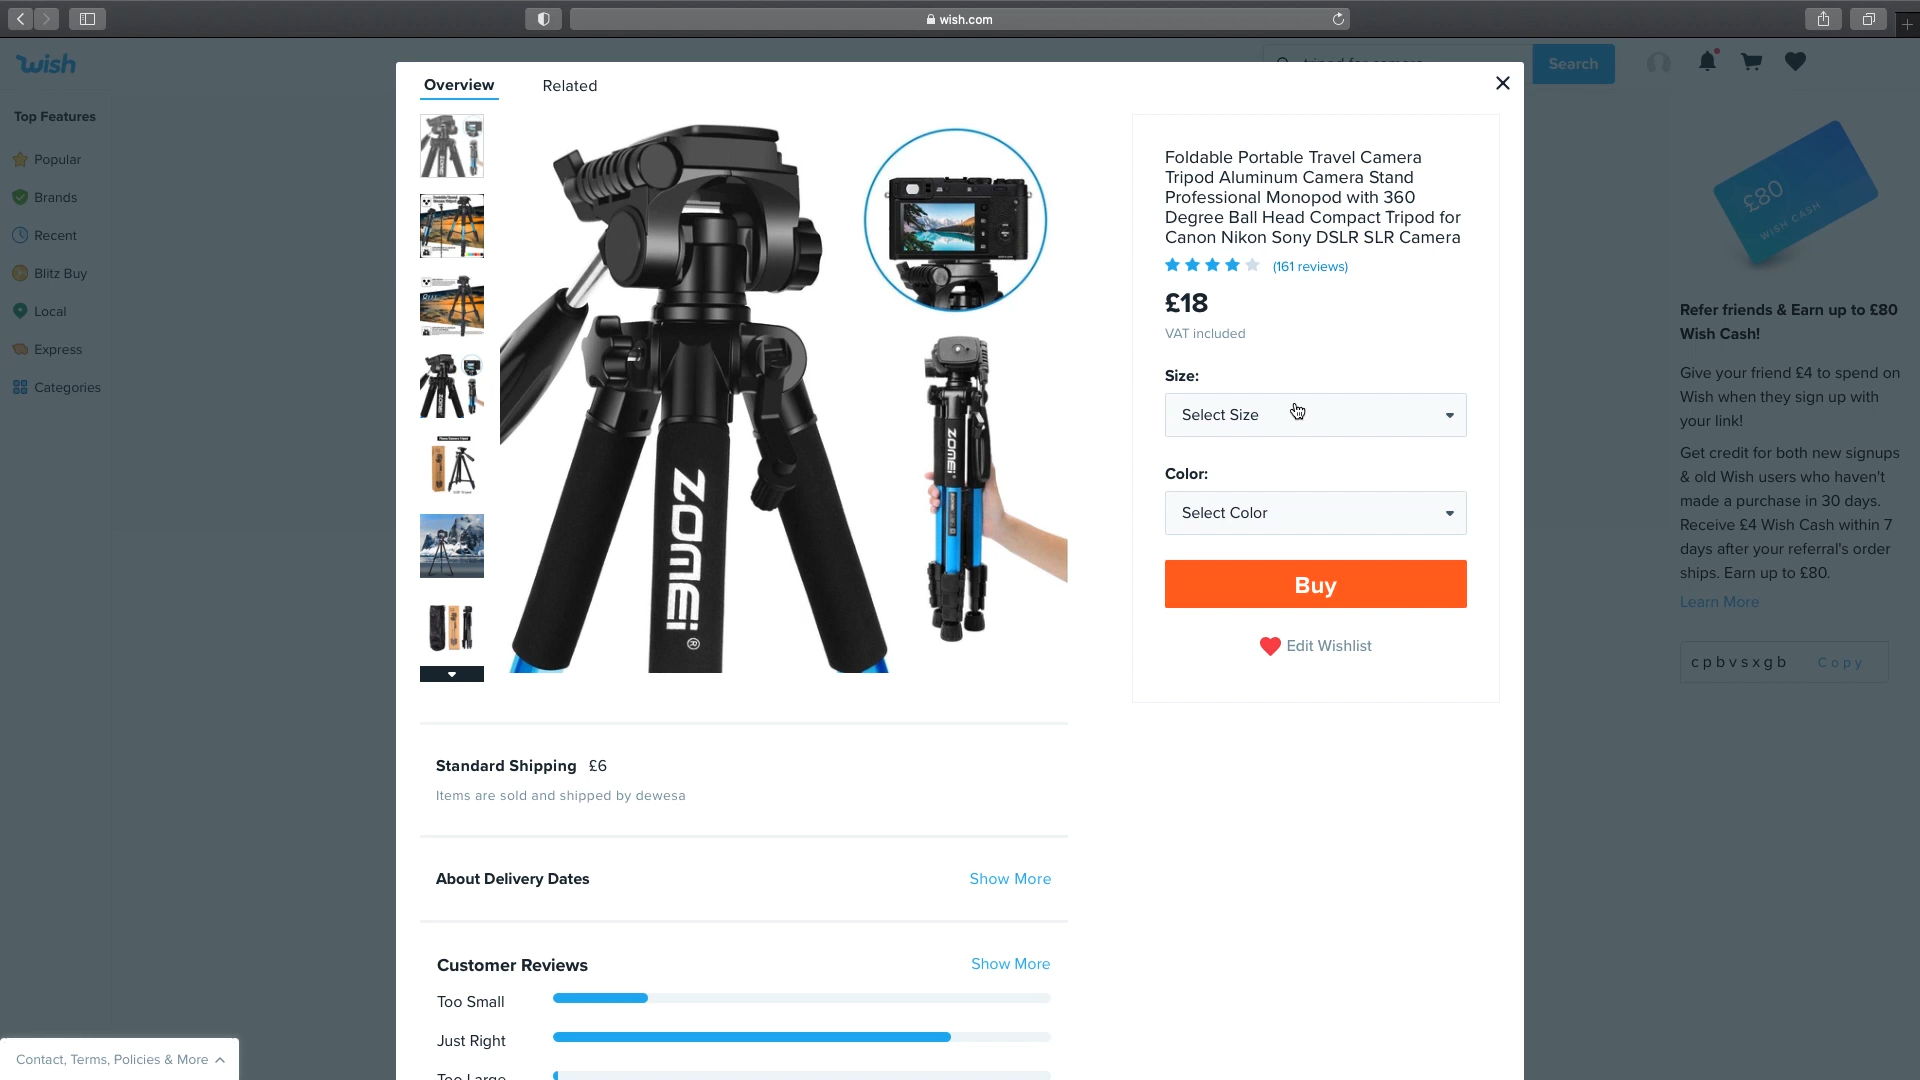 wish.com
wish
Search
Top Features
Popular
Brands
Recent
Blitz Buy
Local
Express
Categories
Overview
Related
ZOMEI
®
ZOMEI
Foldable Portable Travel Camera
Tripod Aluminum Camera Stand
Professional Monopod with 360
Degree Ball Head Compact Tripod for
Canon Nikon Sony DSLR SLR Camera
(161 reviews)
£18
VAT included
Size:
Select Size
Color:
Select Color
Buy
Edit Wishlist
Standard Shipping £6
Items are sold and shipped by dewesa
About Delivery Dates
Show More
Customer Reviews
Show More
Too Small
Just Right
Too Large
£80
WISH CASH
Refer friends & Earn up to £80
Wish Cash!
Give your friend £4 to spend on
Wish when they sign up with
your link!
Get credit for both new signups
& old Wish users who haven't
made a purchase in 30 days.
Receive £4 Wish Cash within 7
days after your referral's order
ships. Earn up to £80.
Learn More
cpbvsxgb
Copy
Contact, Terms, Policies & More